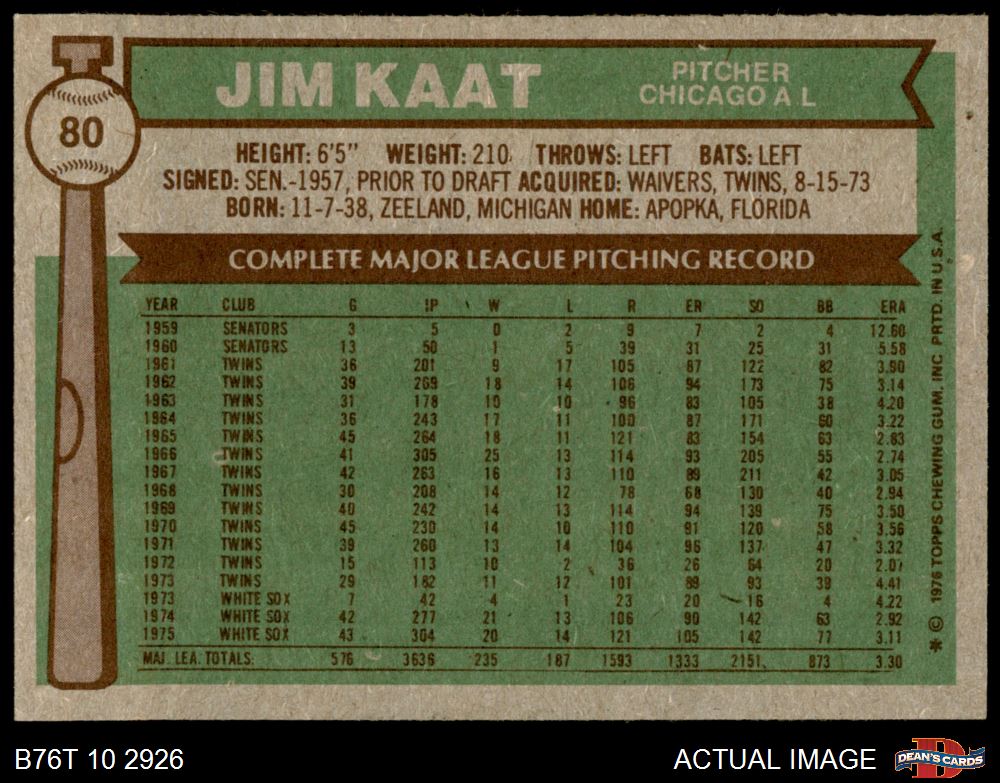 JIM KAAT
PITCHER
CHICAGO A L
80
HEIGHT: 6'5" WEIGHT: 210 THROWS: LEFT BATS: LEFT
SIGNED: SEN.-1957, PRIOR TO DRAFT ACQUIRED: WAIVERS, TWINS, 8-15-73
BORN: 11-7-38, ZEELAND, MICHIGAN HOME: APOPKA, FLORIDA
COMPLETE MAJOR LEAGUE PITCHING RECORD
YEAR CLUB G IP W L R ER SO BB ERA
1959 SENATORS 3 5 0 2 9 7 2 4 12.60
1960 SENATORS 13 50 1 5 39 31 25 31 5.58
1961 TWINS 36 201 9 17 105 87 122 82 3.90
1962 TWINS 39 269 18 14 106 94 173 75 3.14
1963 TWINS 31 178 10 10 96 83 105 38 4.20
1964 TWINS 36 243 17 11 100 87 171 60 3.22
1965 TWINS 45 264 18 11 121 83 154 63 2.83
1966 TWINS 41 305 25 13 114 93 205 55 2.74
1967 TWINS 42 263 16 13 110 89 211 42 3.05
1968 TWINS 30 208 14 12 78 68 130 40 2.94
1969 TWINS 40 242 14 13 114 94 139 75 3.50
1970 TWINS 45 230 14 10 110 91 120 58 3.56
1971 TWINS 39 260 13 14 104 96 137 47 3.32
1972 TWINS 15 113 10 2 36 26 64 20 2.07
1973 TWINS 29 182 11 12 101 89 93 39 4.41
1973 WHITE SOX 7 42 4 1 23 20 16 4 4.22
1974 WHITE SOX 42 277 21 13 106 90 142 63 2.92
1975 WHITE SOX 43 304 20 14 121 105 142 77 3.11
MAJ. LEA. TOTALS: 576 3636 235 187 1593 1333 2151 873 3.30
* © 1976 TOPPS CHEWING GUM, INC. PRTD. IN U.S.A.
B76T 10 2926
ACTUAL IMAGE
D
DEAN'S CARDS